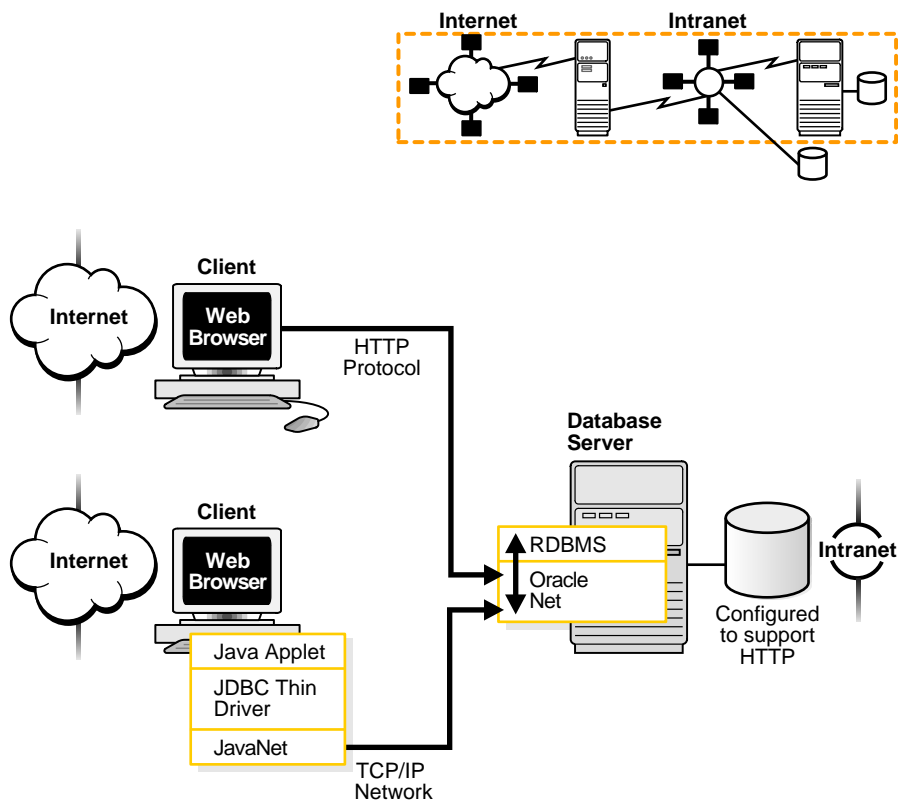 Internet
Intranet
Client
Internet
Web
Browser
HTTP
Protocol
Database
Server
Client
Internet
Web
Browser
RDBMS
Oracle
Net
Intranet
Configured
to support
HTTP
Java Applet
JDBC Thin
Driver
JavaNet
TCP/IP
Network